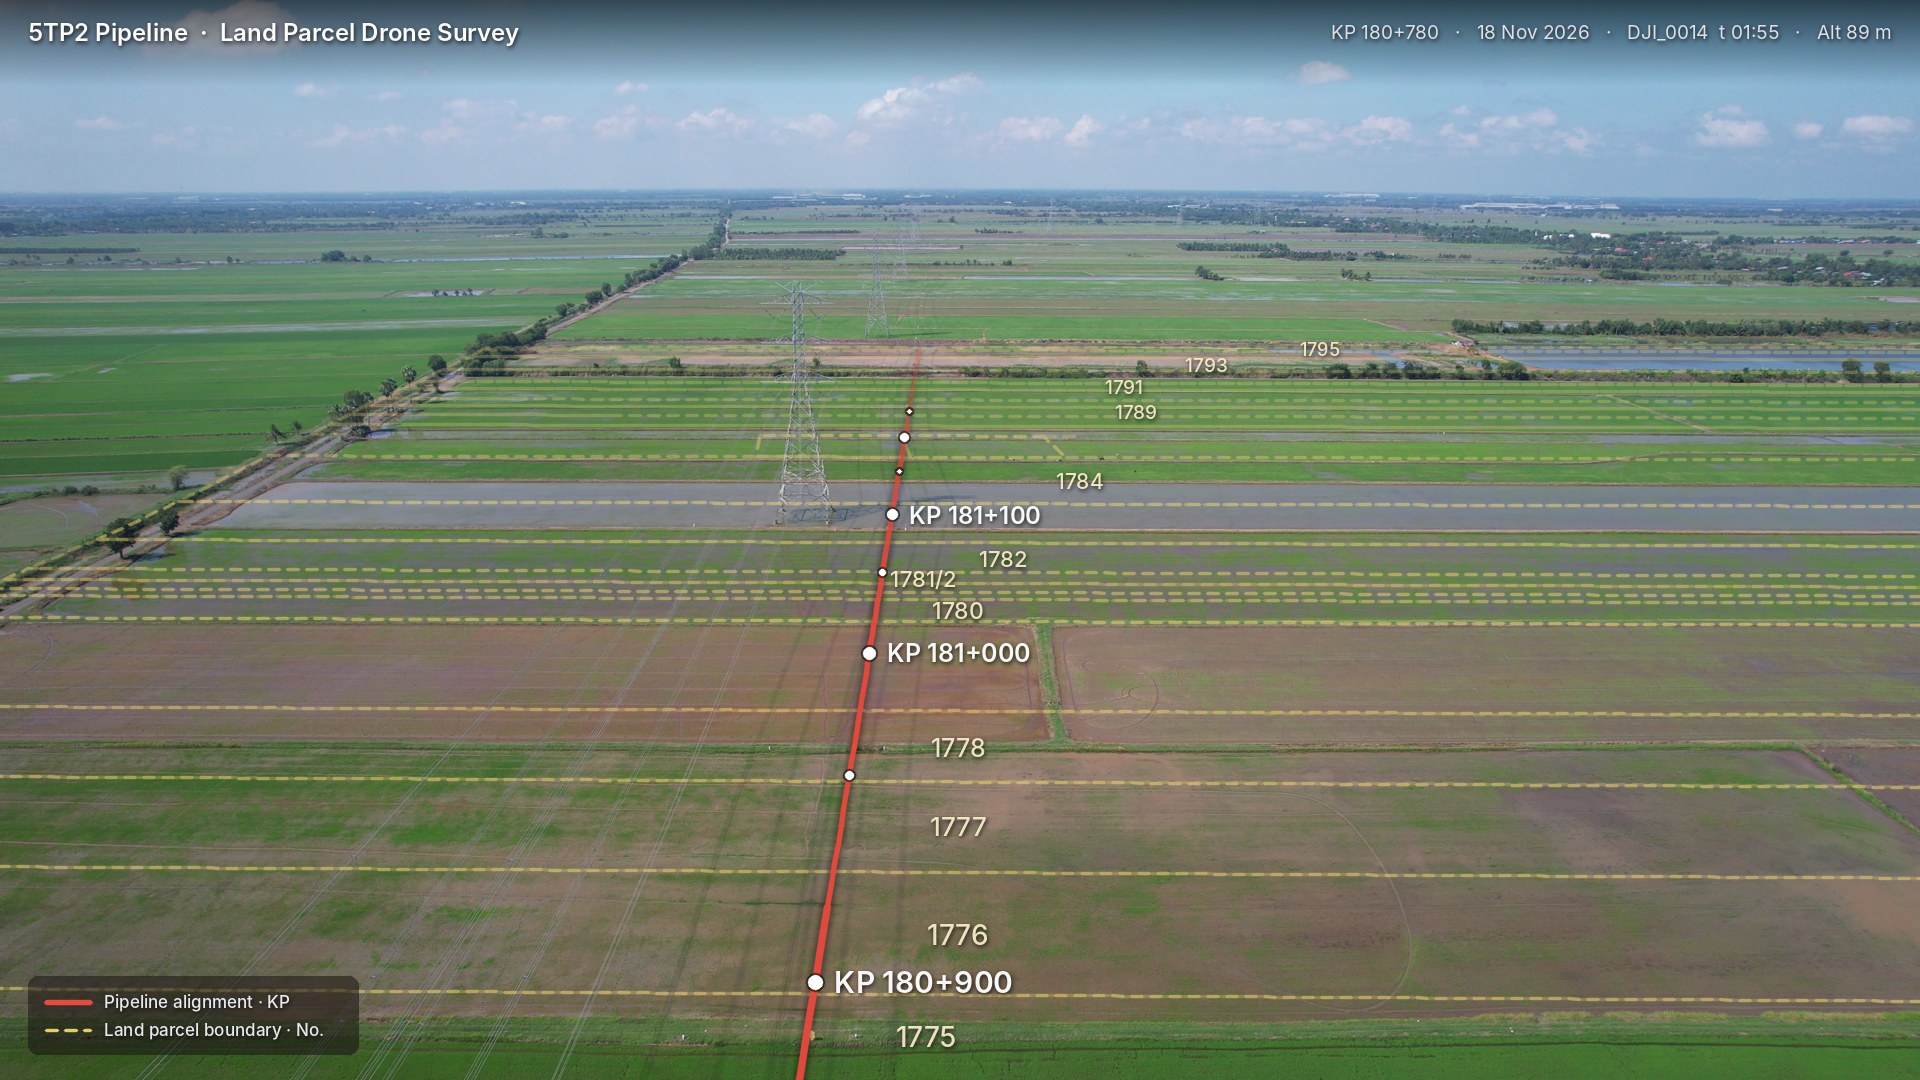 5TP2 Pipeline · Land Parcel Drone Survey
KP 180+780 · 18 Nov 2026 · DJI_0014 t 01:55 · Alt 89 m
1795
1793
1791
1789
1784
KP 181+100
1782
1781/2
1780
KP 181+000
1778
1777
1776
KP 180+900
1775
Pipeline alignment · KP
Land parcel boundary · No.